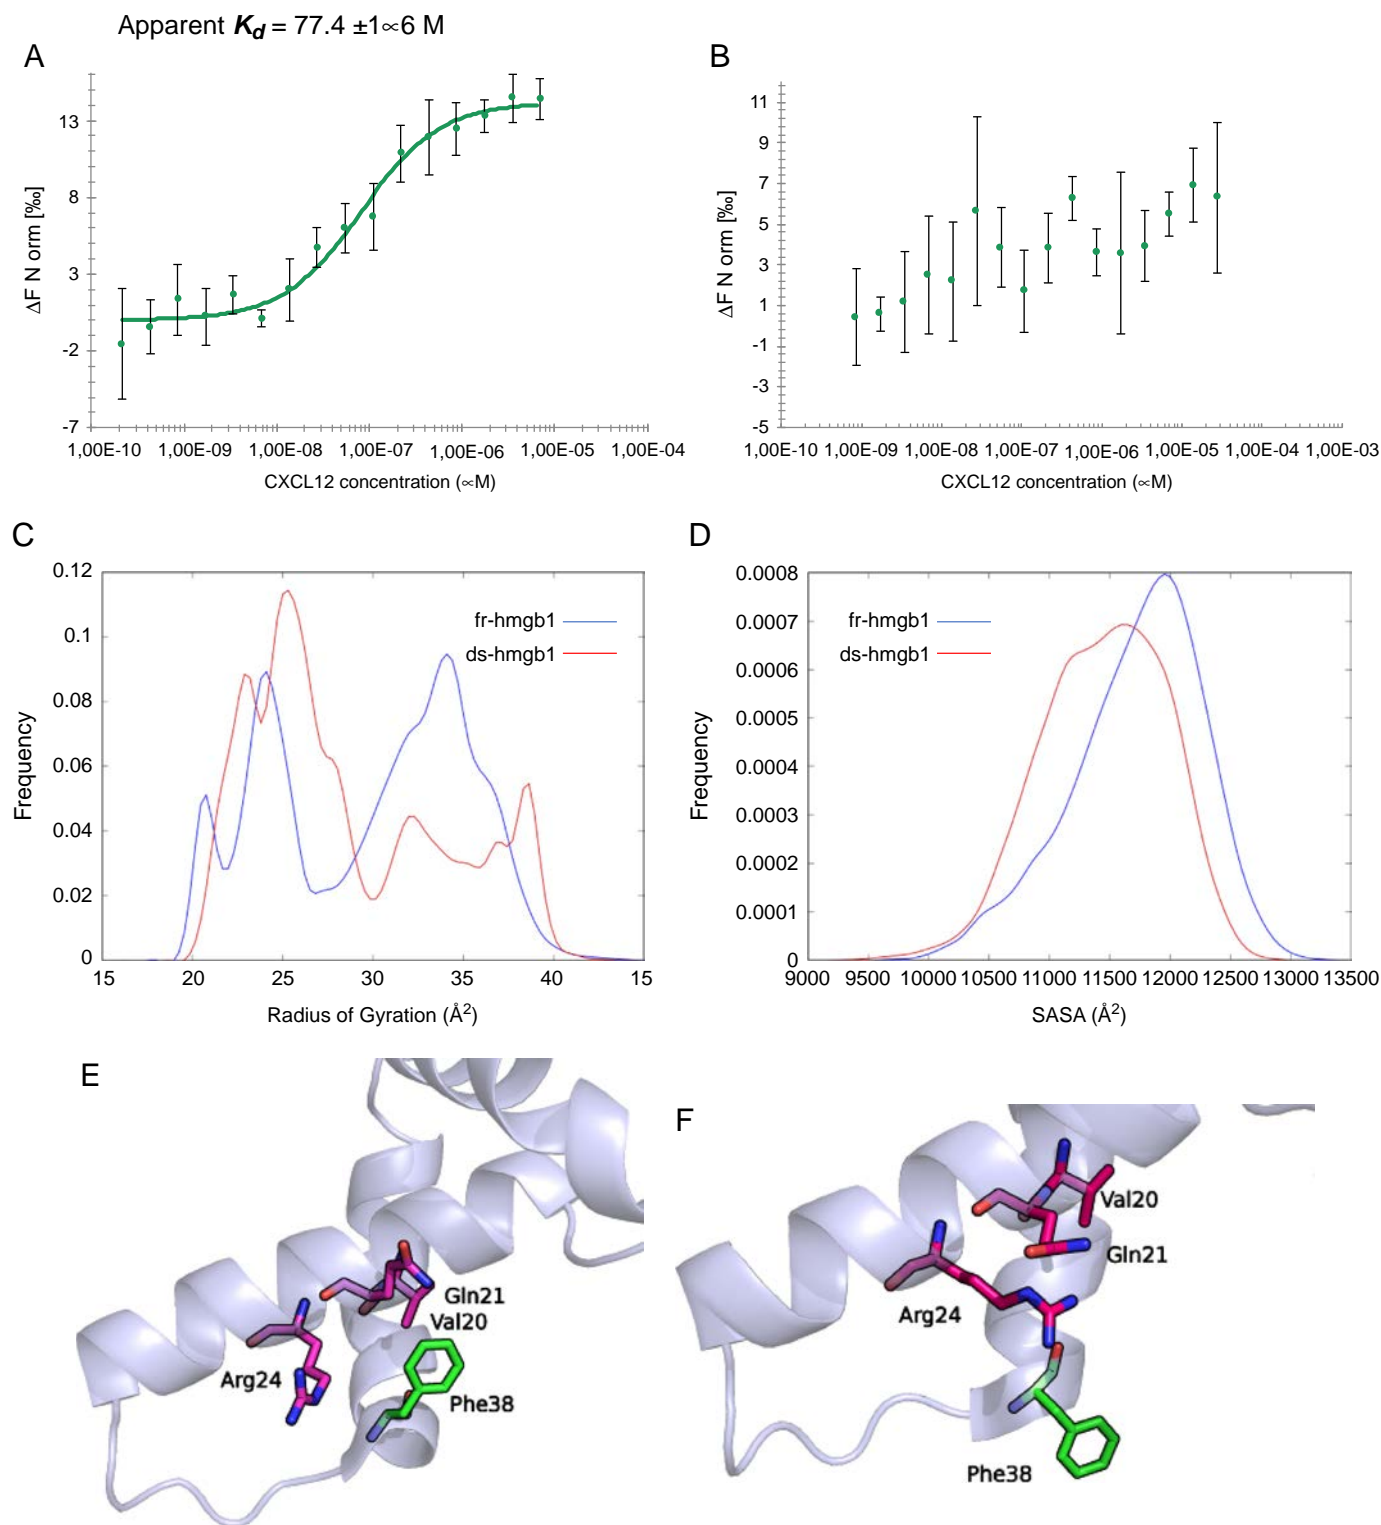 Apparent Kd = 77.4 ±1∝6 M
A
13
8
3
-2
-7
ΔF N orm [‰]
1,00E-10 1,00E-09 1,00E-08 1,00E-07 1,00E-06 1,00E-05 1,00E-04
CXCL12 concentration (∝M)
B
11
9
7
5
3
1
-1
-3
-5
ΔF N orm [‰]
1,00E-10 1,00E-09 1,00E-08 1,00E-07 1,00E-06 1,00E-05 1,00E-04 1,00E-03
CXCL12 concentration (∝M)
C
0.12
0.1
0.08
0.06
0.04
0.02
0
Frequency
fr-hmgb1
ds-hmgb1
15 20 25 30 35 40 15
Radius of Gyration (Å²)
D
0.0008
0.0007
0.0006
0.0005
0.0004
0.0003
0.0002
0.0001
0
Frequency
fr-hmgb1
ds-hmgb1
9000 9500 10000 10500 11000 11500 12000 12500 13000 13500
SASA (Å²)
E
Gln21
Val20
Arg24
Phe38
F
Val20
Gln21
Arg24
Phe38